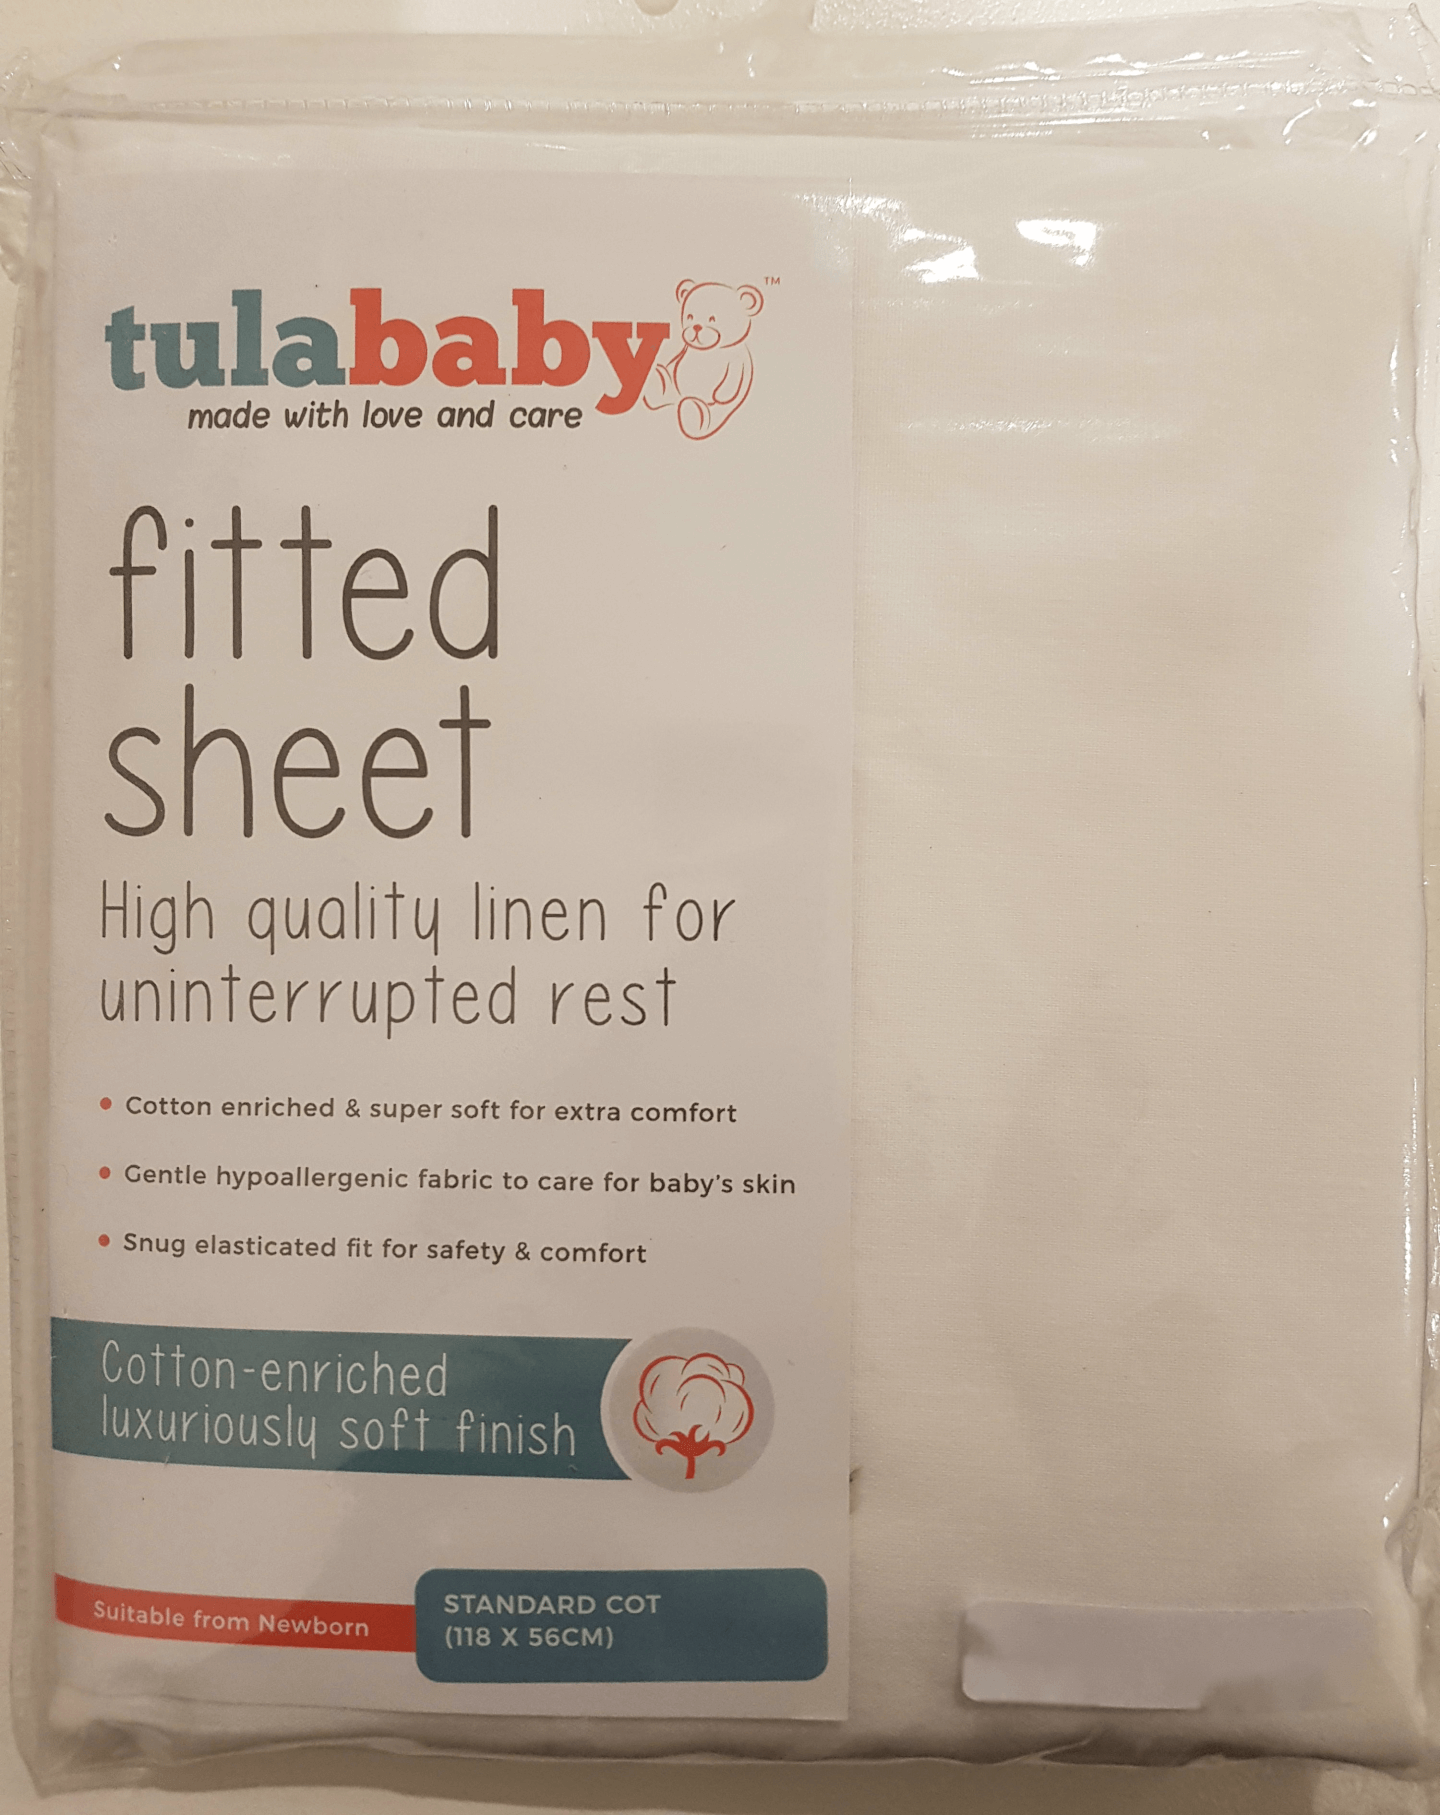 tulababy™
made with love and care
fitted
sheet
High quality linen for
uninterrupted rest
• Cotton enriched & super soft for extra comfort
• Gentle hypoallergenic fabric to care for baby's skin
• Snug elasticated fit for safety & comfort
Cotton-enriched
luxuriously soft finish
Suitable from Newborn
STANDARD COT
(118 X 56CM)